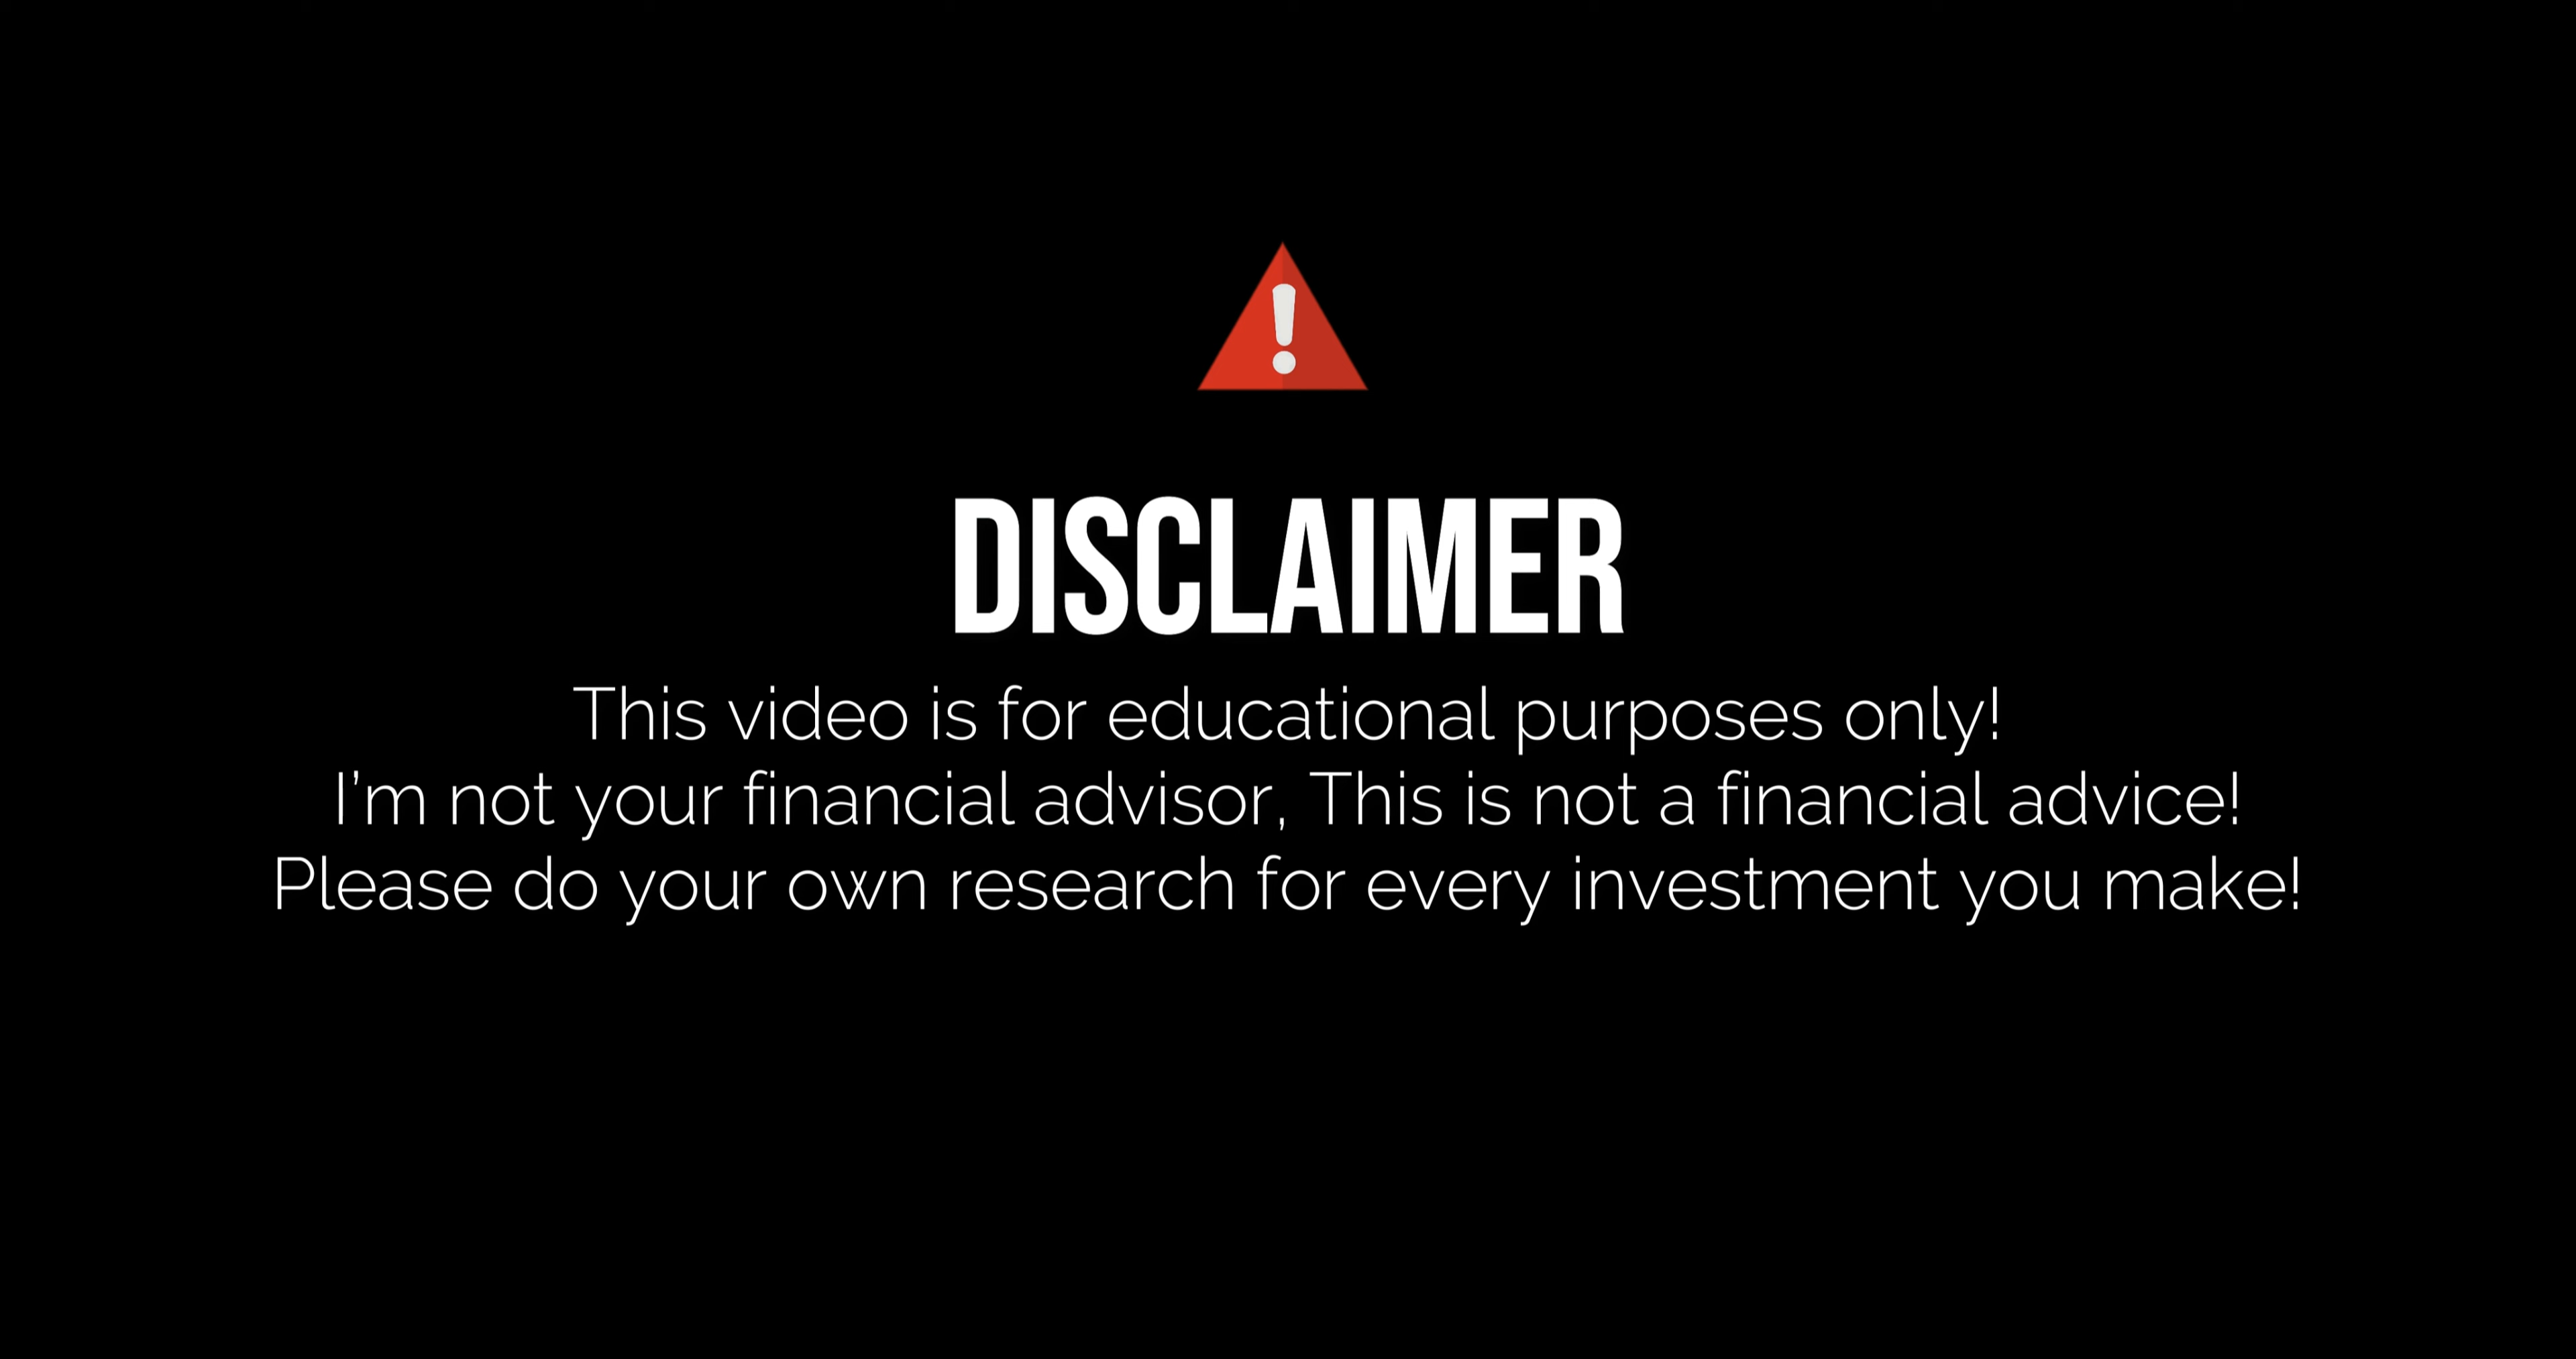 DISCLAIMER
This video is for educational purposes only!
I'm not your financial advisor, This is not a financial advice!
Please do your own research for every investment you make!